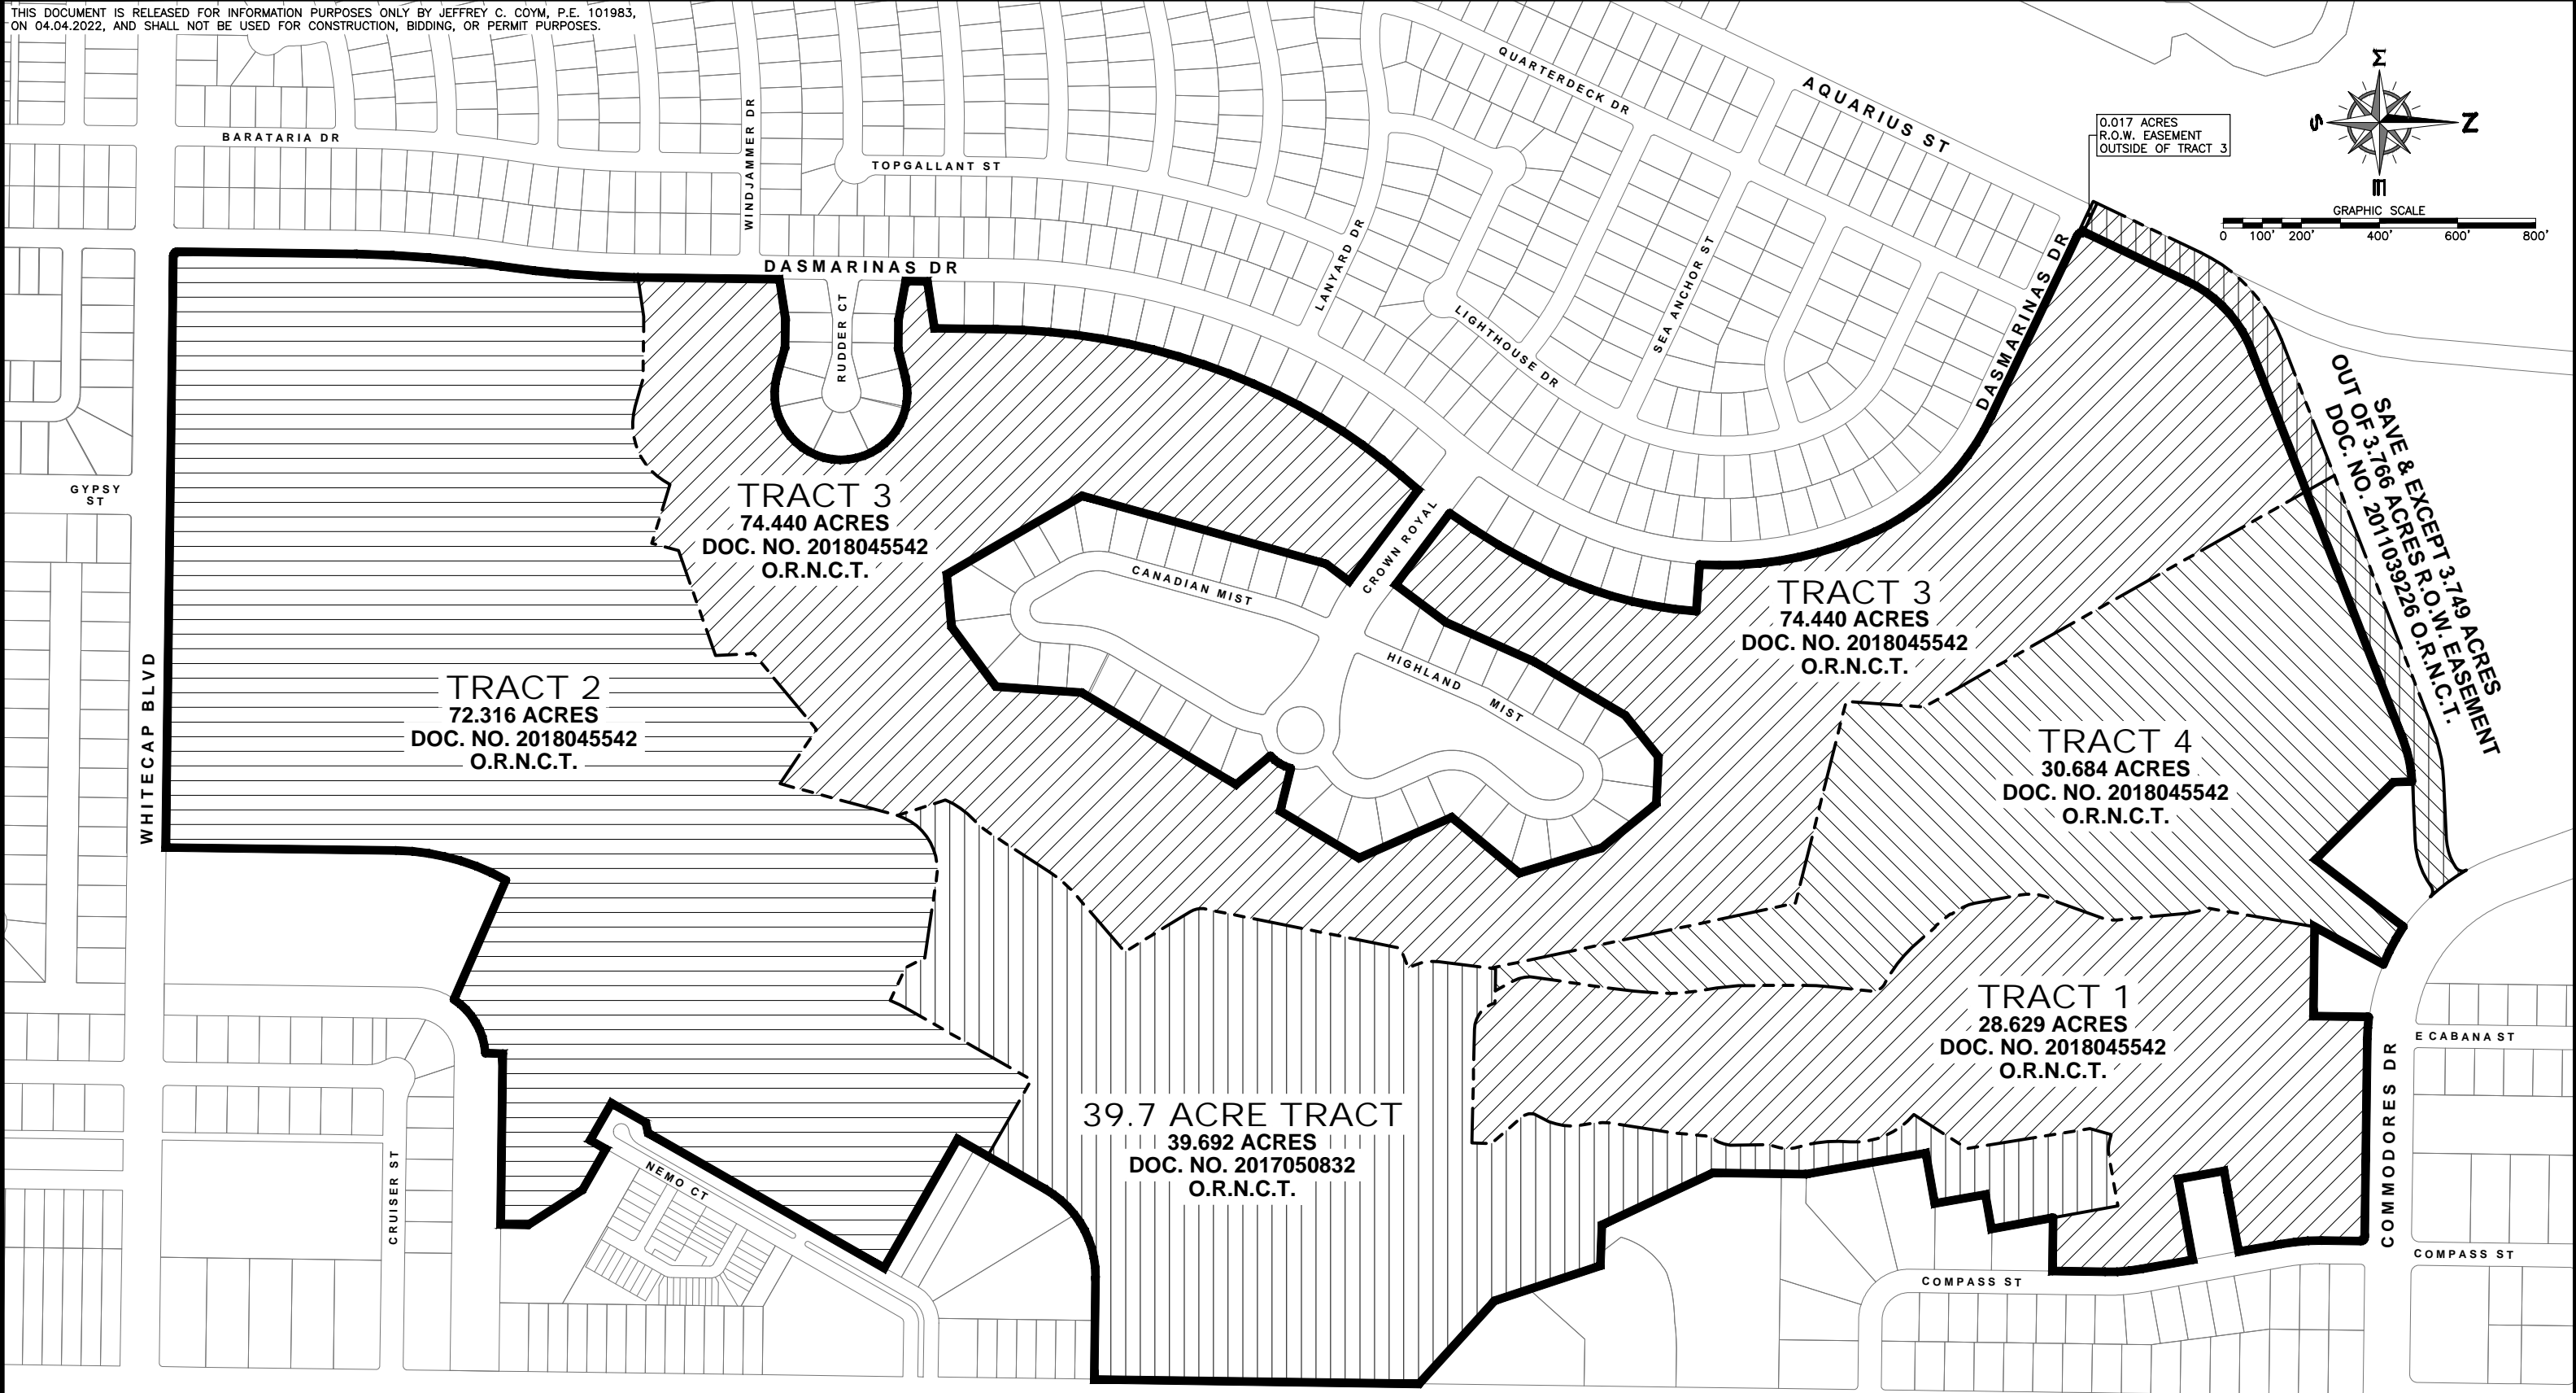 THIS DOCUMENT IS RELEASED FOR INFORMATION PURPOSES ONLY BY JEFFREY C. COYM, P.E. 101983,
ON 04.04.2022, AND SHALL NOT BE USED FOR CONSTRUCTION, BIDDING, OR PERMIT PURPOSES.
BARATARIA DR
WINDJAMMER DR
TOPGALLANT ST
QUARTERDECK DR
AQUARIUS ST
0.017 ACRES
R.O.W. EASEMENT
OUTSIDE OF TRACT 3
N
S
E
W
GRAPHIC SCALE
0 100' 200' 400' 600' 800'
DASMARINAS DR
RUDDER CT
LANYARD DR
LIGHTHOUSE DR
SEA ANCHOR ST
DASMARINAS DR
SAVE & EXCEPT 3.749 ACRES
OUT OF 3.766 ACRES R.O.W. EASEMENT
DOC. NO. 2011039226 O.R.N.C.T.
GYPSY
ST
TRACT 3
74.440 ACRES
DOC. NO. 2018045542
O.R.N.C.T.
CANADIAN MIST
CROWN ROYAL
HIGHLAND MIST
TRACT 3
74.440 ACRES
DOC. NO. 2018045542
O.R.N.C.T.
WHITECAP BLVD
TRACT 2
72.316 ACRES
DOC. NO. 2018045542
O.R.N.C.T.
TRACT 4
30.684 ACRES
DOC. NO. 2018045542
O.R.N.C.T.
TRACT 1
28.629 ACRES
DOC. NO. 2018045542
O.R.N.C.T.
E CABANA ST
COMMODORES DR
39.7 ACRE TRACT
39.692 ACRES
DOC. NO. 2017050832
O.R.N.C.T.
CRUISER ST
NEMO CT
COMPASS ST
COMPASS ST